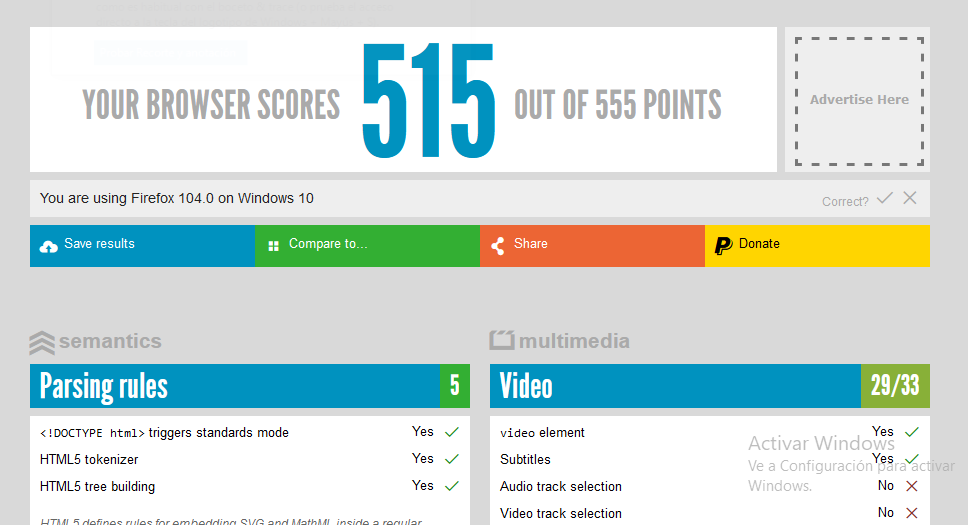 YOUR BROWSER SCORES 515 OUT OF 555 POINTS
Advertise Here
You are using Firefox 104.0 on Windows 10
Correct?
Save results
Compare to...
Share
Donate
semantics
Parsing rules 5
<!DOCTYPE html> triggers standards mode Yes
HTML5 tokenizer Yes
HTML5 tree building Yes
HTML5 defines rules for embedding SVG and MathML inside a regular
multimedia
Video 29/33
video element Yes
Subtitles Yes
Audio track selection No
Video track selection No
Activar Windows
Ve a Configuración para activar
Windows.